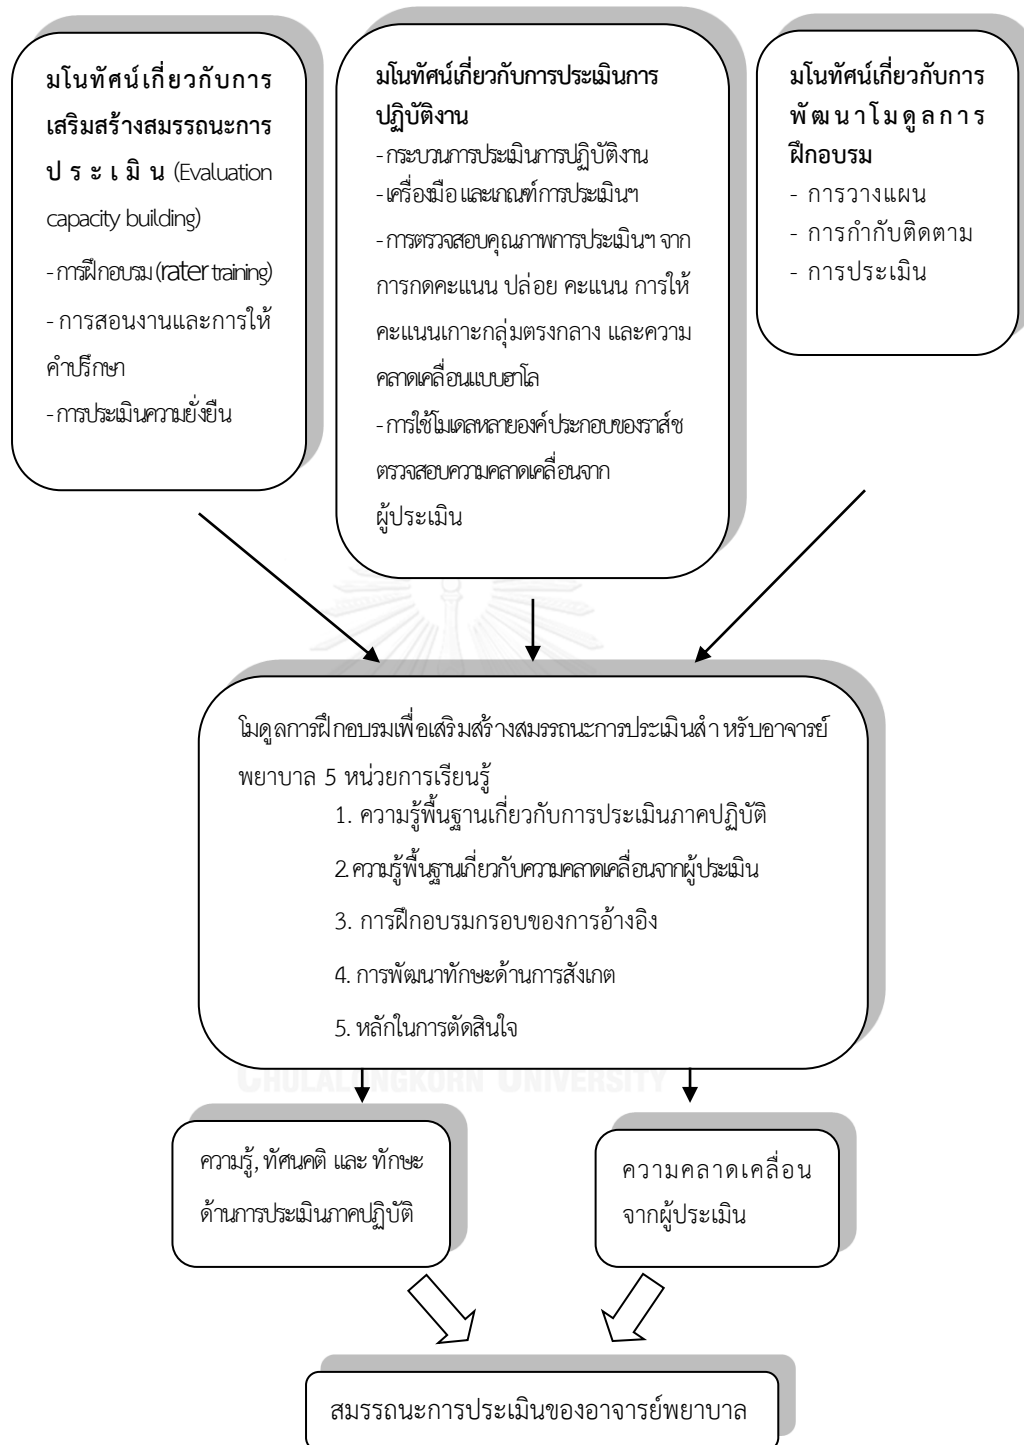 มโนทัศน์เกี่ยวกับการ
เสริมสร้างสมรรถนะการ
ประเมิน (Evaluation
capacity building)
-การฝึกอบรม (rater training)
- การสอนงานและการให้
คำปรึกษา
-การประเมินความยั่งยืน
มโนทัศน์เกี่ยวกับการประเมินการ
ปฏิบัติงาน
-กระบวนการประเมินการปฏิบัติงาน
-เครื่องมือ และเกณฑ์การประเมินฯ
-การตรวจสอบคุณภาพการประเมินฯ จาก
การกดคะแนน ปล่อย คะแนน การให้
คะแนนเกาะกลุ่มตรงกลาง และความ
คลาดเคลื่อนแบบฮาโล
-การใช้โมเดลหลายองค์ประกอบของราส์ช
ตรวจสอบความคลาดเคลื่อนจาก
ผู้ประเมิน
มโนทัศน์เกี่ยวกับการ
พัฒนาโมดูลการ
ฝึกอบรม
- การวางแผน
- การกำกับติดตาม
- การประเมิน
โมดูลการฝึกอบรมเพื่อเสริมสร้างสมรรถนะการประเมินสำหรับอาจารย์
พยาบาล 5 หน่วยการเรียนรู้
1. ความรู้พื้นฐานเกี่ยวกับการประเมินภาคปฏิบัติ
2.ความรู้พื้นฐานเกี่ยวกับความคลาดเคลื่อนจากผู้ประเมิน
3. การฝึกอบรมกรอบของการอ้างอิง
4. การพัฒนาทักษะด้านการสังเกต
5. หลักในการตัดสินใจ
CHULALONGKORN UNIVERSITY
ความรู้, ทัศนคติ และ ทักษะ
ด้านการประเมินภาคปฏิบัติ
ความคลาดเคลื่อน
จากผู้ประเมิน
สมรรถนะการประเมินของอาจารย์พยาบาล